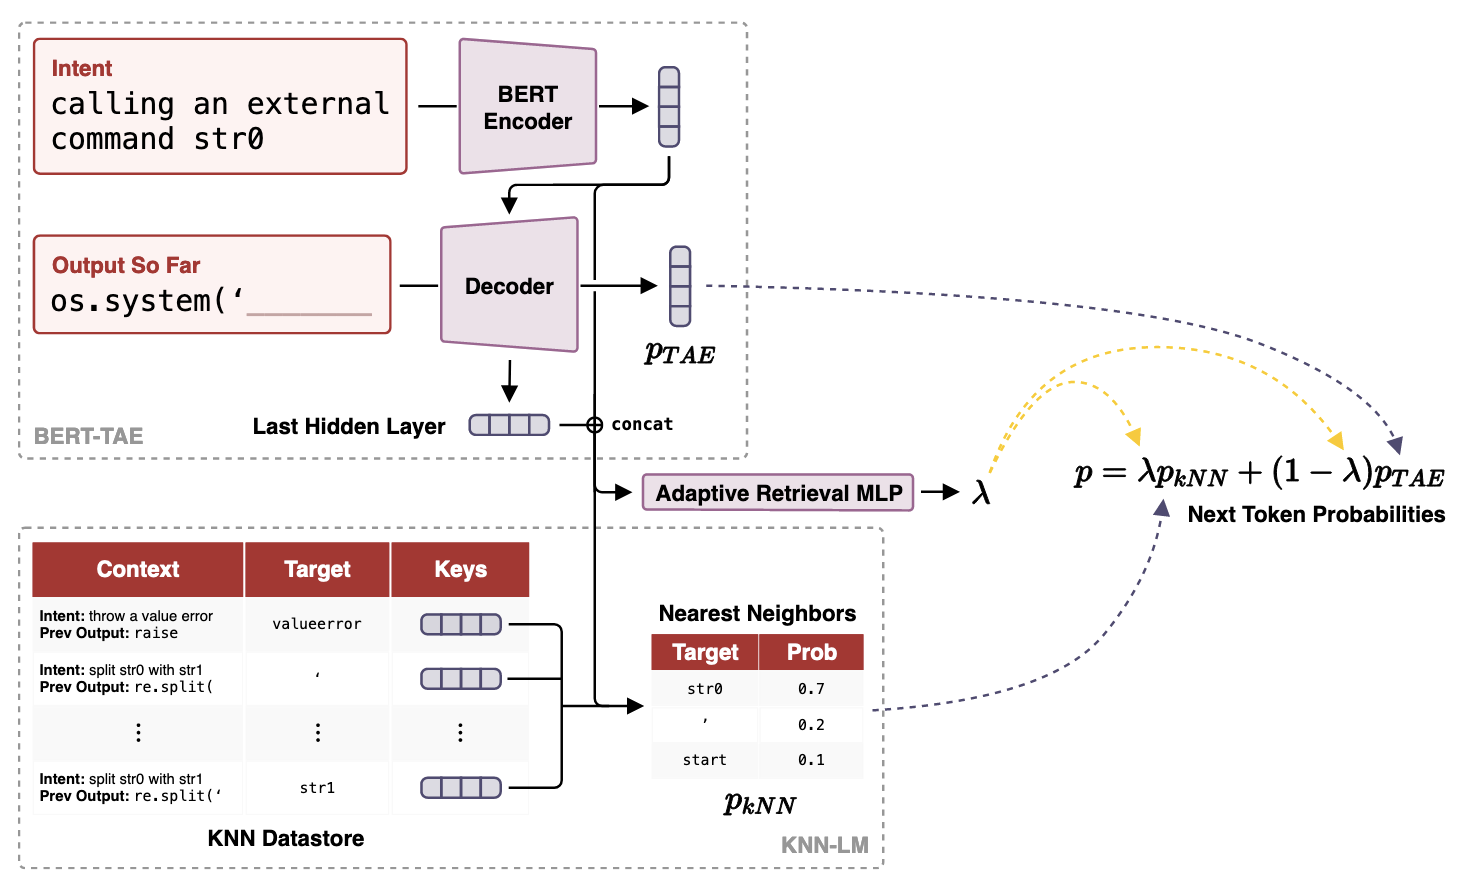 Intent
calling an external
command str0
BERT
Encoder
Output So Far
os.system(‘______
Decoder
p_{TAE}
Last Hidden Layer
concat
BERT-TAE
Adaptive Retrieval MLP
λ
p = λp_{kNN} + (1 − λ)p_{TAE}
Next Token Probabilities
Context Target Keys
Intent: throw a value error
Prev Output: raise
valueerror
Intent: split str0 with str1
Prev Output: re.split(
‘
⋮ ⋮ ⋮
Intent: split str0 with str1
Prev Output: re.split(‘
str1
KNN Datastore
Nearest Neighbors
Target Prob
str0 0.7
’ 0.2
start 0.1
p_{kNN}
KNN-LM